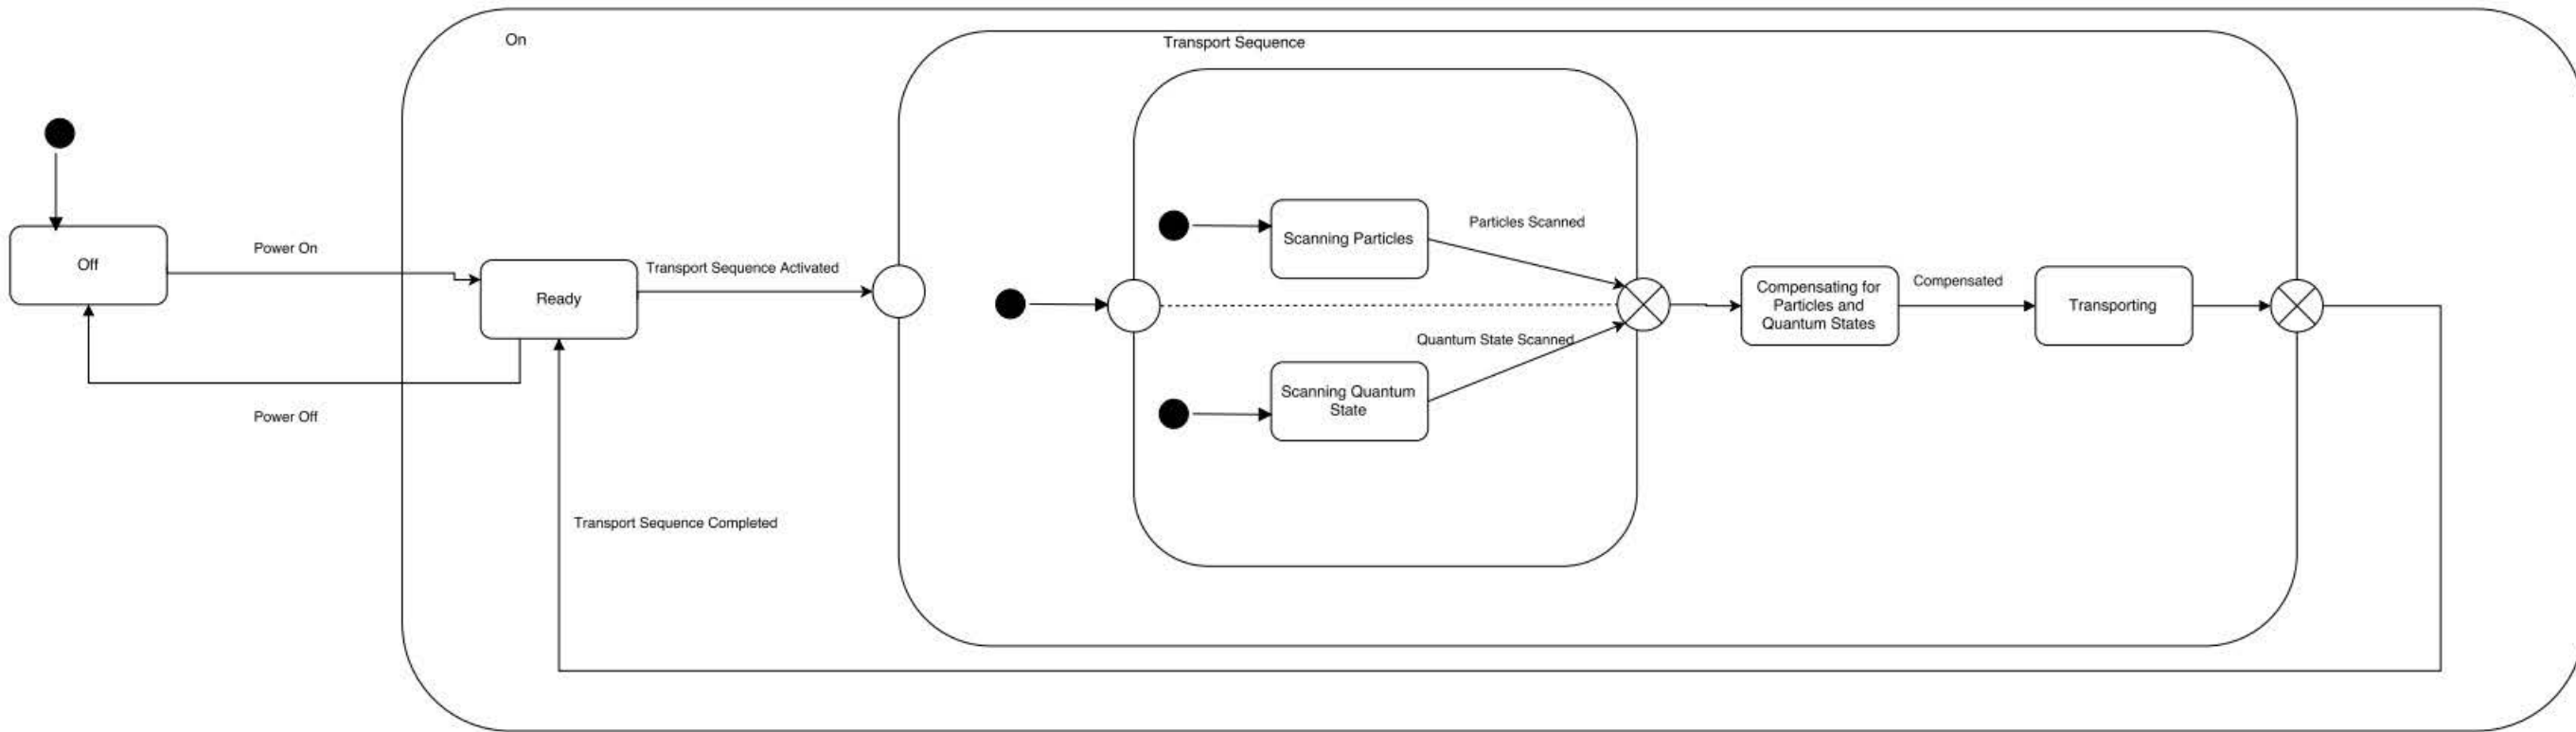 On
Transport Sequence
Off
Power On
Power Off
Ready
Transport Sequence Activated
Transport Sequence Completed
Scanning Particles
Particles Scanned
Scanning Quantum
State
Quantum State Scanned
Compensating for
Particles and
Quantum States
Compensated
Transporting